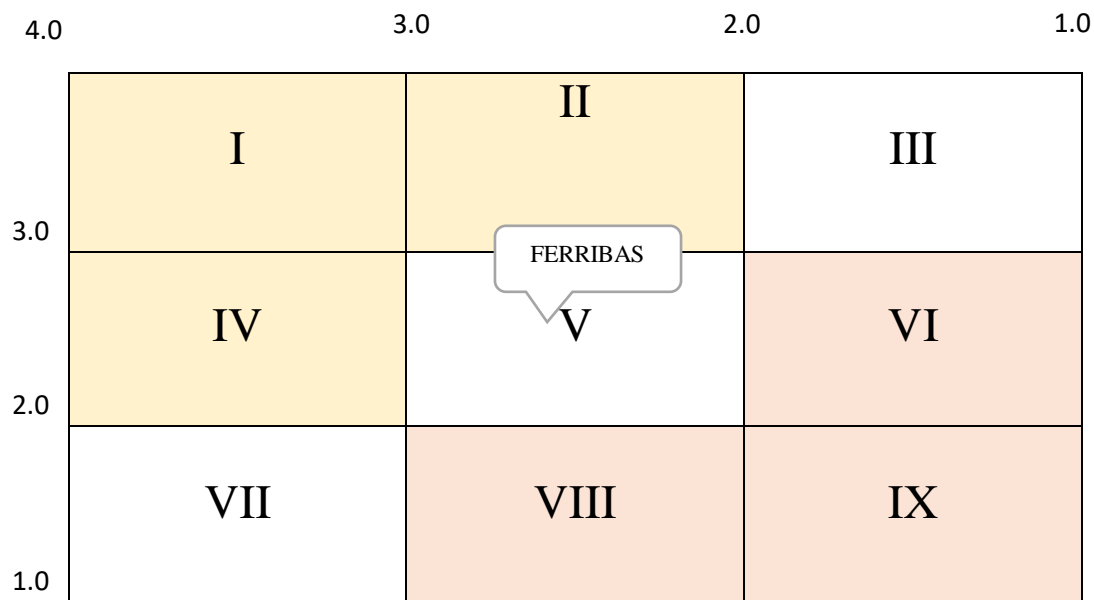 4.0 3.0 2.0 1.0
I II III
3.0
FERRIBAS
IV V VI
2.0
VII VIII IX
1.0